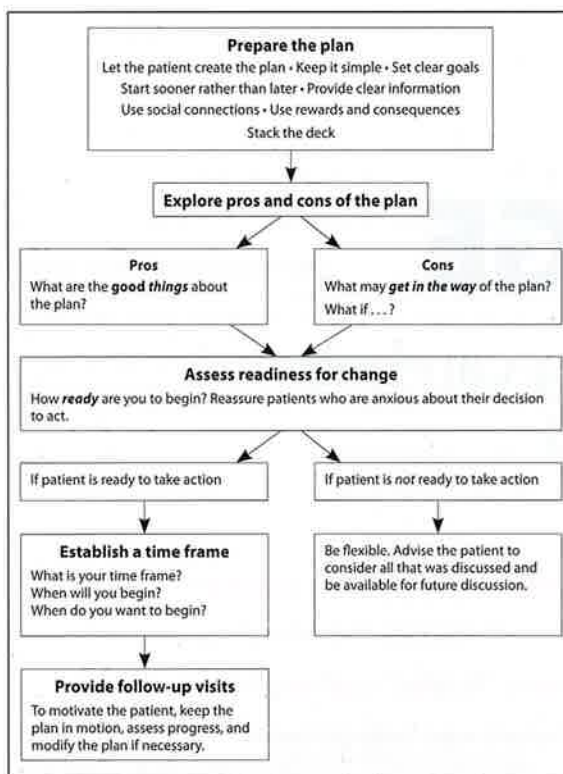 Prepare the plan
Let the patient create the plan • Keep it simple • Set clear goals
Start sooner rather than later • Provide clear information
Use social connections • Use rewards and consequences
Stack the deck
Explore pros and cons of the plan
Pros
What are the good things about
the plan?
Cons
What may get in the way of the plan?
What if . . . ?
Assess readiness for change
How ready are you to begin? Reassure patients who are anxious about their decision
to act.
If patient is ready to take action
If patient is not ready to take action
Establish a time frame
What is your time frame?
When will you begin?
When do you want to begin?
Be flexible. Advise the patient to
consider all that was discussed and
be available for future discussion.
Provide follow-up visits
To motivate the patient, keep the
plan in motion, assess progress, and
modify the plan if necessary.